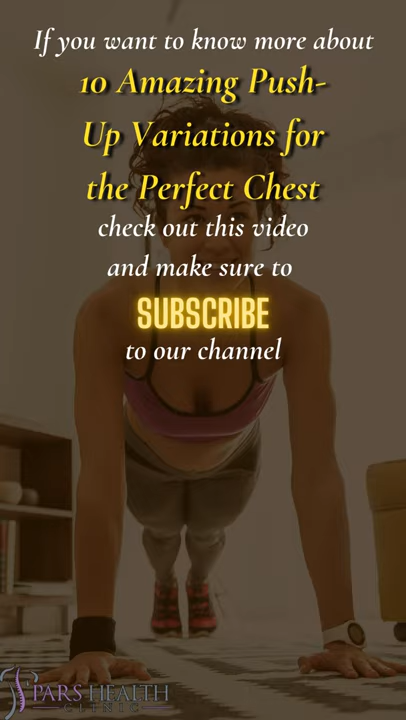 If you want to know more about
10 Amazing Push-
Up Variations for
the Perfect Chest
check out this video
and make sure to
SUBSCRIBE
to our channel
PARS HEALTH
CLINIC